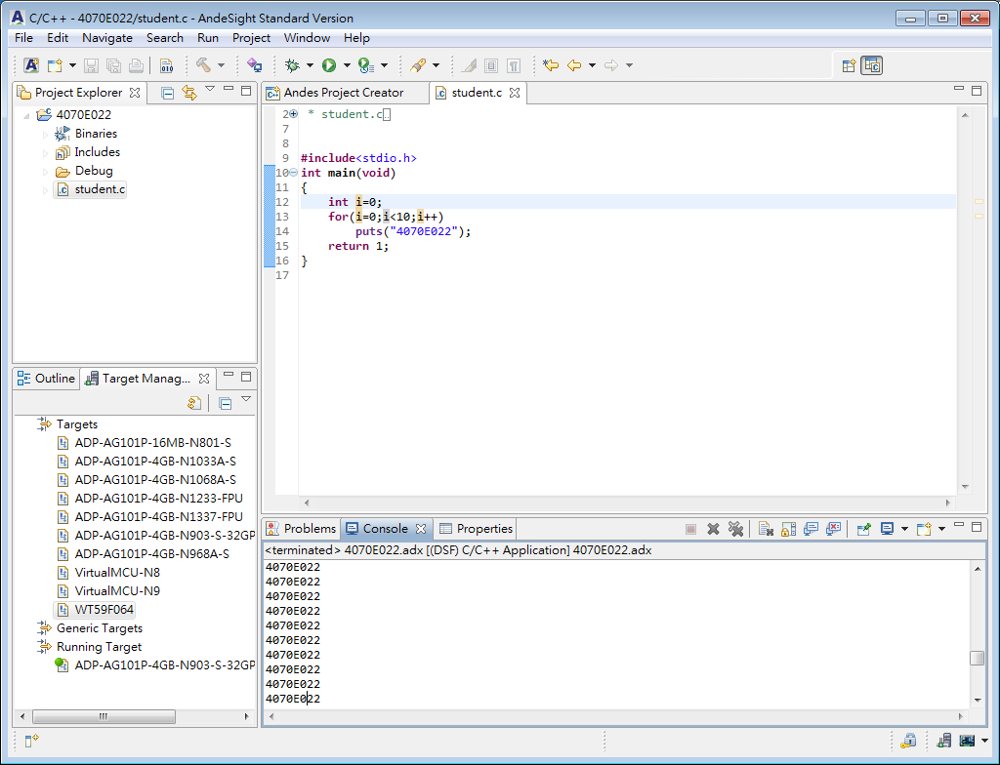 C/C++ - 4070E022/student.c - AndeSight Standard Version
File Edit Navigate Search Run Project Window Help
Project Explorer
4070E022
Binaries
Includes
Debug
student.c
Andes Project Creator
student.c
2 * student.c
7
8
9 #include<stdio.h>
10 int main(void)
11 {
12 int i=0;
13 for(i=0;i<10;i++)
14 puts("4070E022");
15 return 1;
16 }
17
Outline
Target Manag...
Targets
ADP-AG101P-16MB-N801-S
ADP-AG101P-4GB-N1033A-S
ADP-AG101P-4GB-N1068A-S
ADP-AG101P-4GB-N1233-FPU
ADP-AG101P-4GB-N1337-FPU
ADP-AG101P-4GB-N903-S-32GP
ADP-AG101P-4GB-N968A-S
VirtualMCU-N8
VirtualMCU-N9
WT59F064
Generic Targets
Running Target
ADP-AG101P-4GB-N903-S-32GP
Problems
Console
Properties
<terminated> 4070E022.adx [(DSF) C/C++ Application] 4070E022.adx
4070E022
4070E022
4070E022
4070E022
4070E022
4070E022
4070E022
4070E022
4070E022
4070E022